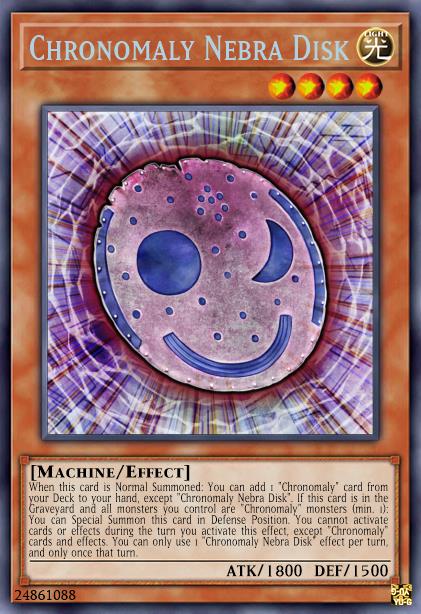 CHRONOMALY NEBRA DISK
LIGHT
光
[MACHINE/EFFECT]
When this card is Normal Summoned: You can add 1 "Chronomaly" card from
your Deck to your hand, except "Chronomaly Nebra Disk". If this card is in the
Graveyard and all monsters you control are "Chronomaly" monsters (min. 1):
You can Special Summon this card in Defense Position. You cannot activate
cards or effects during the turn you activate this effect, except "Chronomaly"
cards and effects. You can only use 1 "Chronomaly Nebra Disk" effect per turn,
and only once that turn.
ATK/1800 DEF/1500
24861088